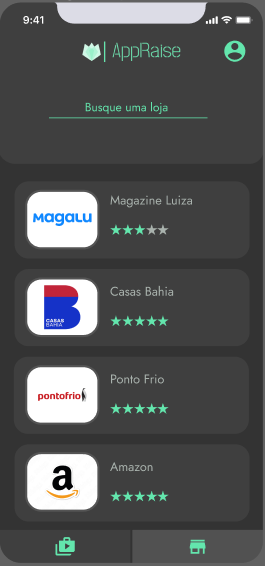 9:41
AppRaise
Busque uma loja
MAGALU
Magazine Luiza
CASAS
BAHIA
Casas Bahia
pontofrio
Ponto Frio
a
Amazon